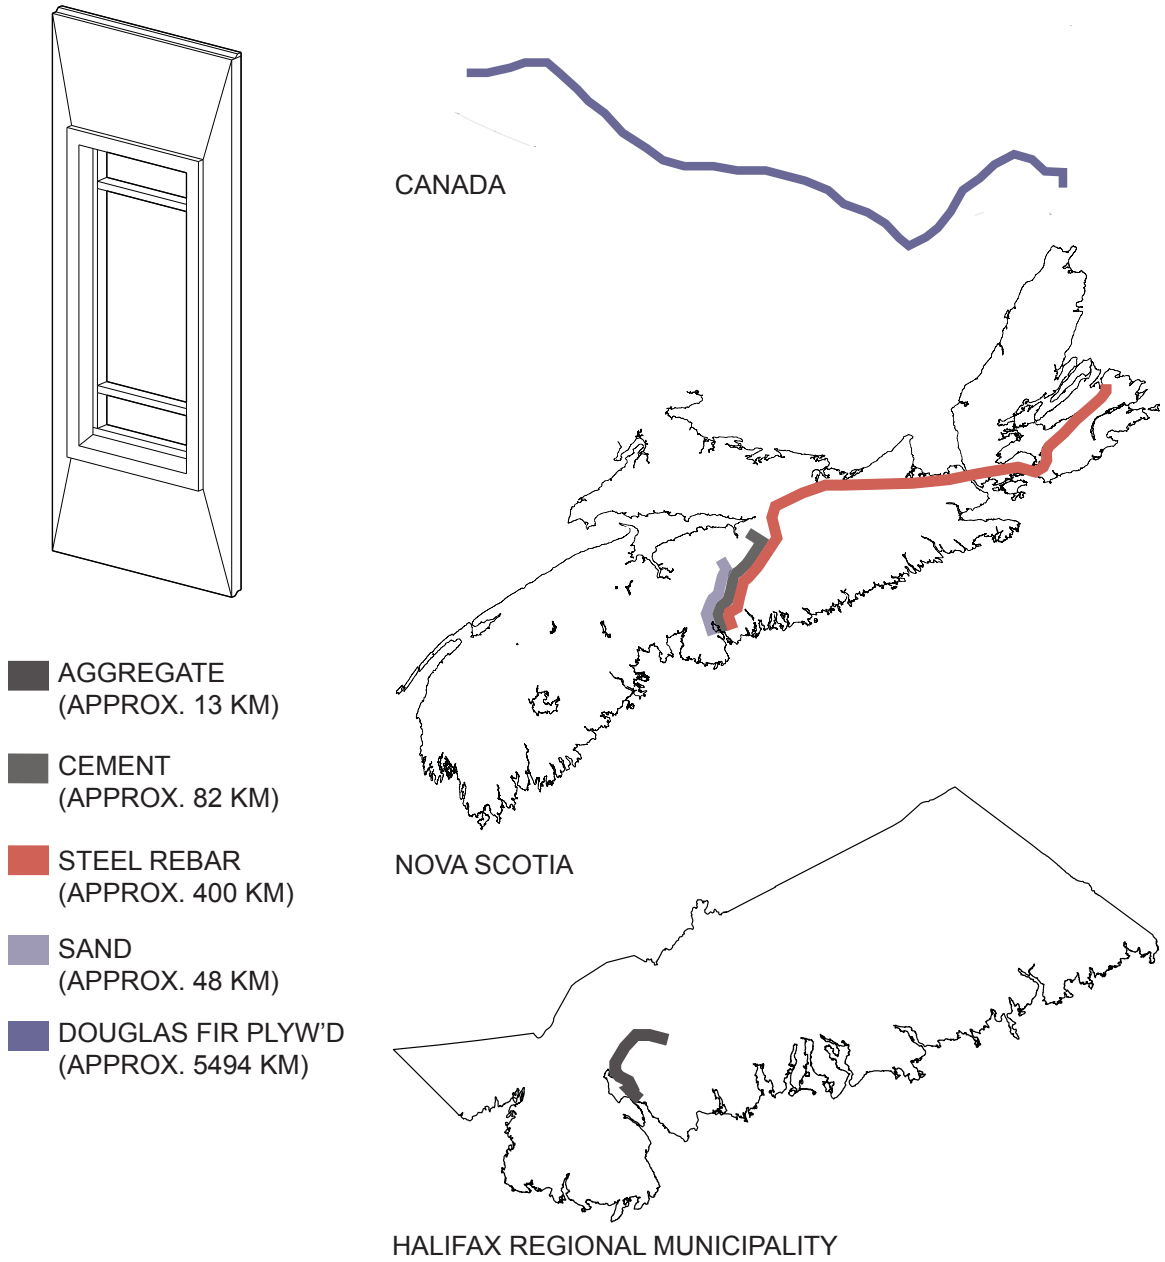 CANADA
AGGREGATE
(APPROX. 13 KM)
CEMENT
(APPROX. 82 KM)
STEEL REBAR
(APPROX. 400 KM)
SAND
(APPROX. 48 KM)
DOUGLAS FIR PLYW'D
(APPROX. 5494 KM)
NOVA SCOTIA
HALIFAX REGIONAL MUNICIPALITY